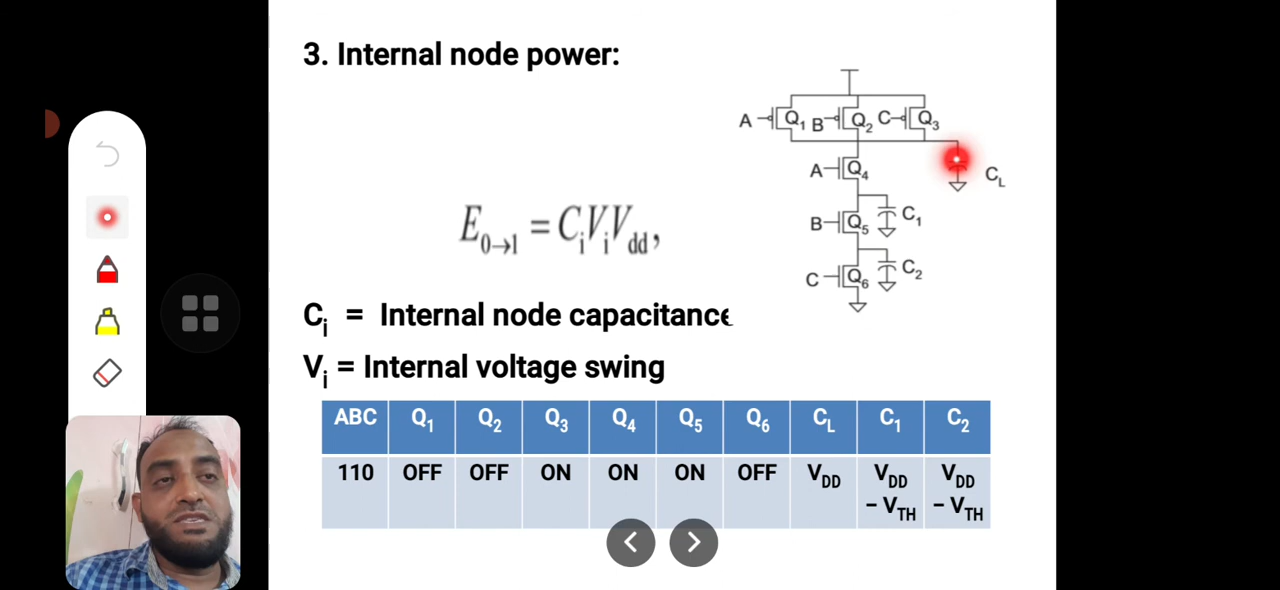 3. Internal node power:
A Q1 B Q2 C Q3
A Q4 CL
B Q5 C1
C Q6 C2
E0→1 = CiViVdd,
Ci = Internal node capacitance
Vi = Internal voltage swing
ABC Q1 Q2 Q3 Q4 Q5 Q6 CL C1 C2
110 OFF OFF ON ON ON OFF VDD VDD VDD
– VTH – VTH